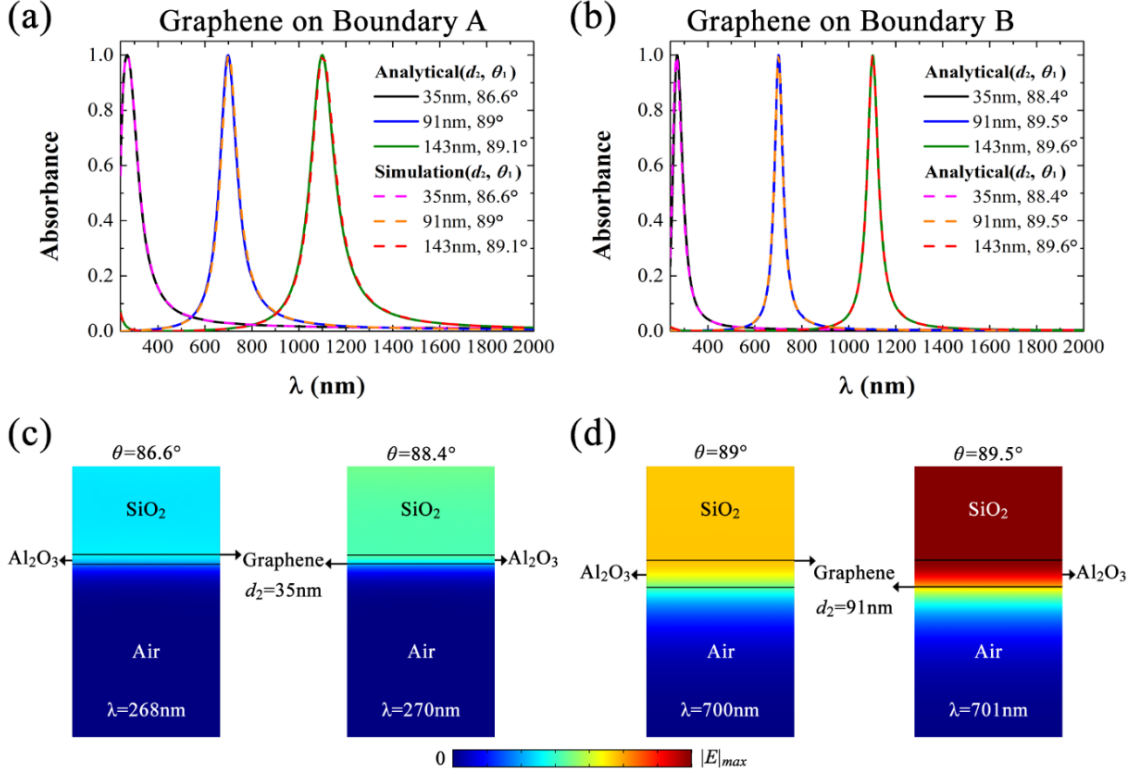 (a) Graphene on Boundary A
1.0
0.8
0.6
0.4
0.2
0.0
Absorbance
Analytical(d₂, θ₁)
35nm, 86.6°
91nm, 89°
143nm, 89.1°
Simulation(d₂, θ₁)
35nm, 86.6°
91nm, 89°
143nm, 89.1°
400 600 800 1000 1200 1400 1600 1800 2000
λ (nm)
(b) Graphene on Boundary B
1.0
0.8
0.6
0.4
0.2
0.0
Absorbance
Analytical(d₂, θ₁)
35nm, 88.4°
91nm, 89.5°
143nm, 89.6°
Analytical(d₂, θ₁)
35nm, 88.4°
91nm, 89.5°
143nm, 89.6°
400 600 800 1000 1200 1400 1600 1800 2000
λ (nm)
(c)
θ=86.6° θ=88.4°
SiO₂ SiO₂
Al₂O₃ Graphene Al₂O₃
d₂=35nm
Air
λ=268nm λ=270nm
(d)
θ=89° θ=89.5°
SiO₂ SiO₂
Al₂O₃ Graphene Al₂O₃
d₂=91nm
Air Air
λ=700nm λ=701nm
0 |E|max